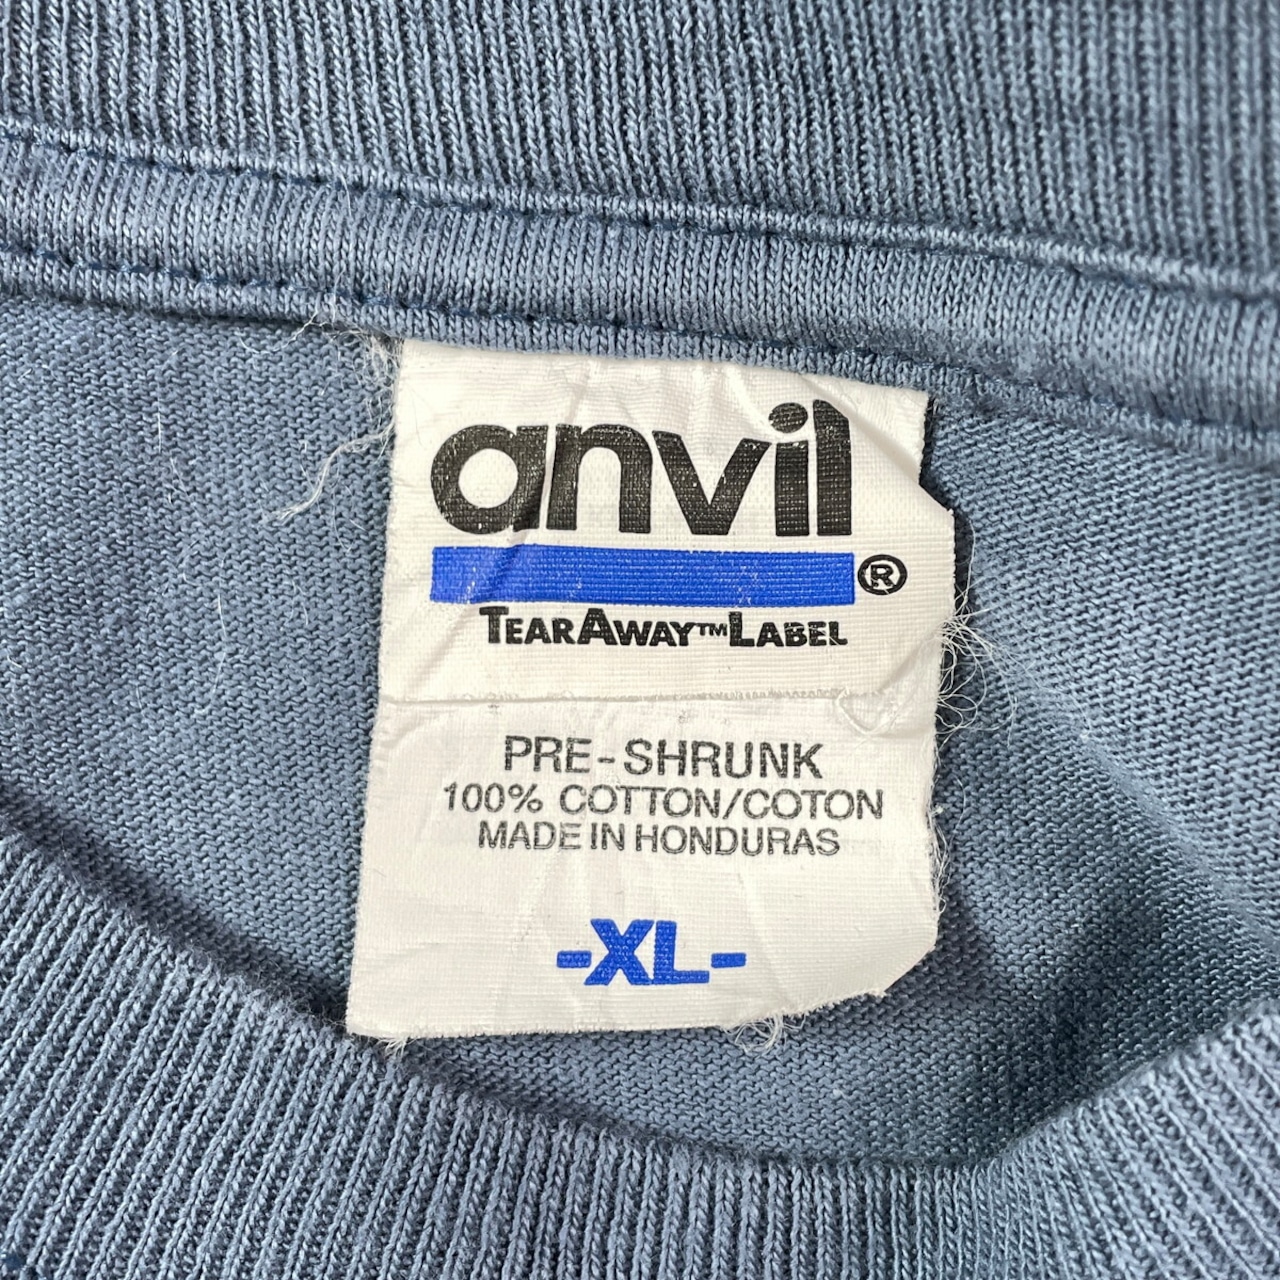 anvil
®
TEARAWAY™LABEL
PRE-SHRUNK
100% COTTON/COTON
MADE IN HONDURAS
-XL-